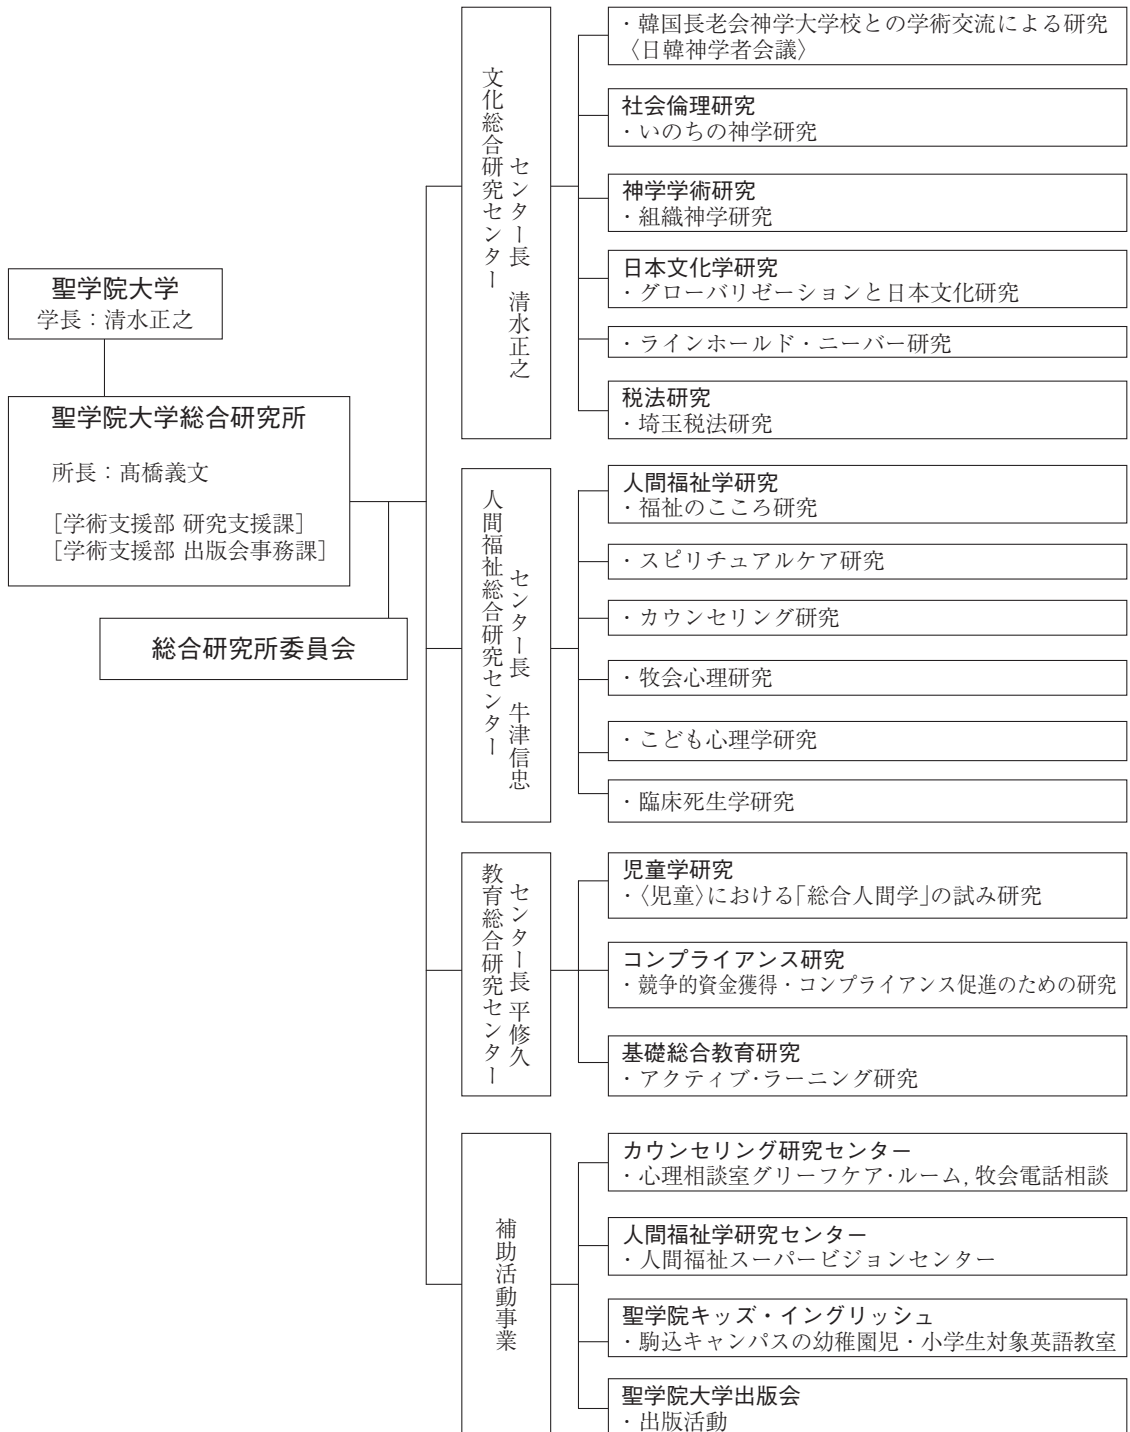 聖学院大学
学長：清水正之
聖学院大学総合研究所
所長：髙橋義文
［学術支援部 研究支援課］
［学術支援部 出版会事務課］
総合研究所委員会
文化総合研究センター
センター長　清水正之
・韓国長老会神学大学校との学術交流による研究
〈日韓神学者会議〉
社会倫理研究
・いのちの神学研究
神学学術研究
・組織神学研究
日本文化学研究
・グローバリゼーションと日本文化研究
・ラインホールド・ニーバー研究
税法研究
・埼玉税法研究
人間福祉総合研究センター
センター長　牛津信忠
人間福祉学研究
・福祉のこころ研究
・スピリチュアルケア研究
・カウンセリング研究
・牧会心理研究
・こども心理学研究
・臨床死生学研究
教育総合研究センター
センター長 平修久
児童学研究
・〈児童〉における「総合人間学」の試み研究
コンプライアンス研究
・競争的資金獲得・コンプライアンス促進のための研究
基礎総合教育研究
・アクティブ・ラーニング研究
補助活動事業
カウンセリング研究センター
・心理相談室グリーフケア・ルーム, 牧会電話相談
人間福祉学研究センター
・人間福祉スーパービジョンセンター
聖学院キッズ・イングリッシュ
・駒込キャンパスの幼稚園児・小学生対象英語教室
聖学院大学出版会
・出版活動